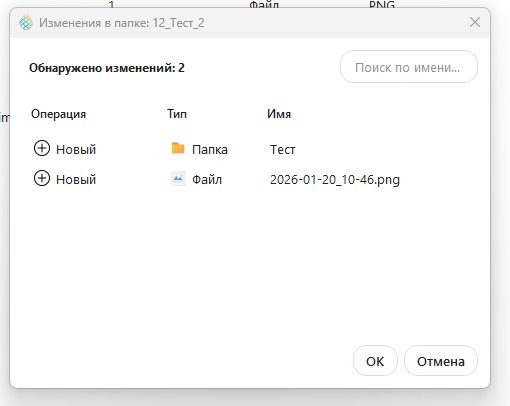 1 Файл PNG
Изменения в папке: 12_Тест_2
Обнаружено изменений: 2
Поиск по имени...
Операция Тип Имя
Новый Папка Тест
Новый Файл 2026-01-20_10-46.png
OK Отмена